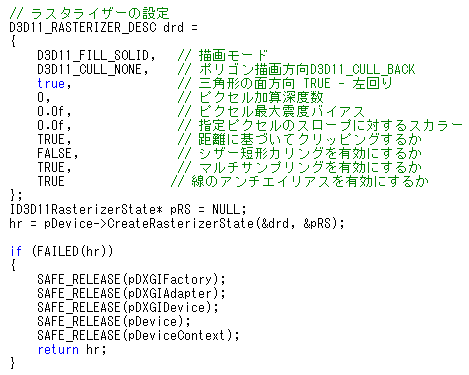 // ラスタライザーの設定
D3D11_RASTERIZER_DESC drd =
{
D3D11_FILL_SOLID, // 描画モード
D3D11_CULL_NONE, // ポリゴン描画方向D3D11_CULL_BACK
true, // 三角形の面方向 TRUE - 左回り
0, // ピクセル加算深度数
0.0f, // ピクセル最大震度バイアス
0.0f, // 指定ピクセルのスロープに対するスカラー
TRUE, // 距離に基づいてクリッピングするか
FALSE, // シザー短形カリングを有効にするか
TRUE, // マルチサンプリングを有効にするか
TRUE // 線のアンチエイリアスを有効にするか
};
ID3D11RasterizerState* pRS = NULL;
hr = pDevice->CreateRasterizerState(&drd, &pRS);
if (FAILED(hr))
{
SAFE_RELEASE(pDXGIFactory);
SAFE_RELEASE(pDXGIAdapter);
SAFE_RELEASE(pDXGIDevice);
SAFE_RELEASE(pDevice);
SAFE_RELEASE(pDeviceContext);
return hr;
}